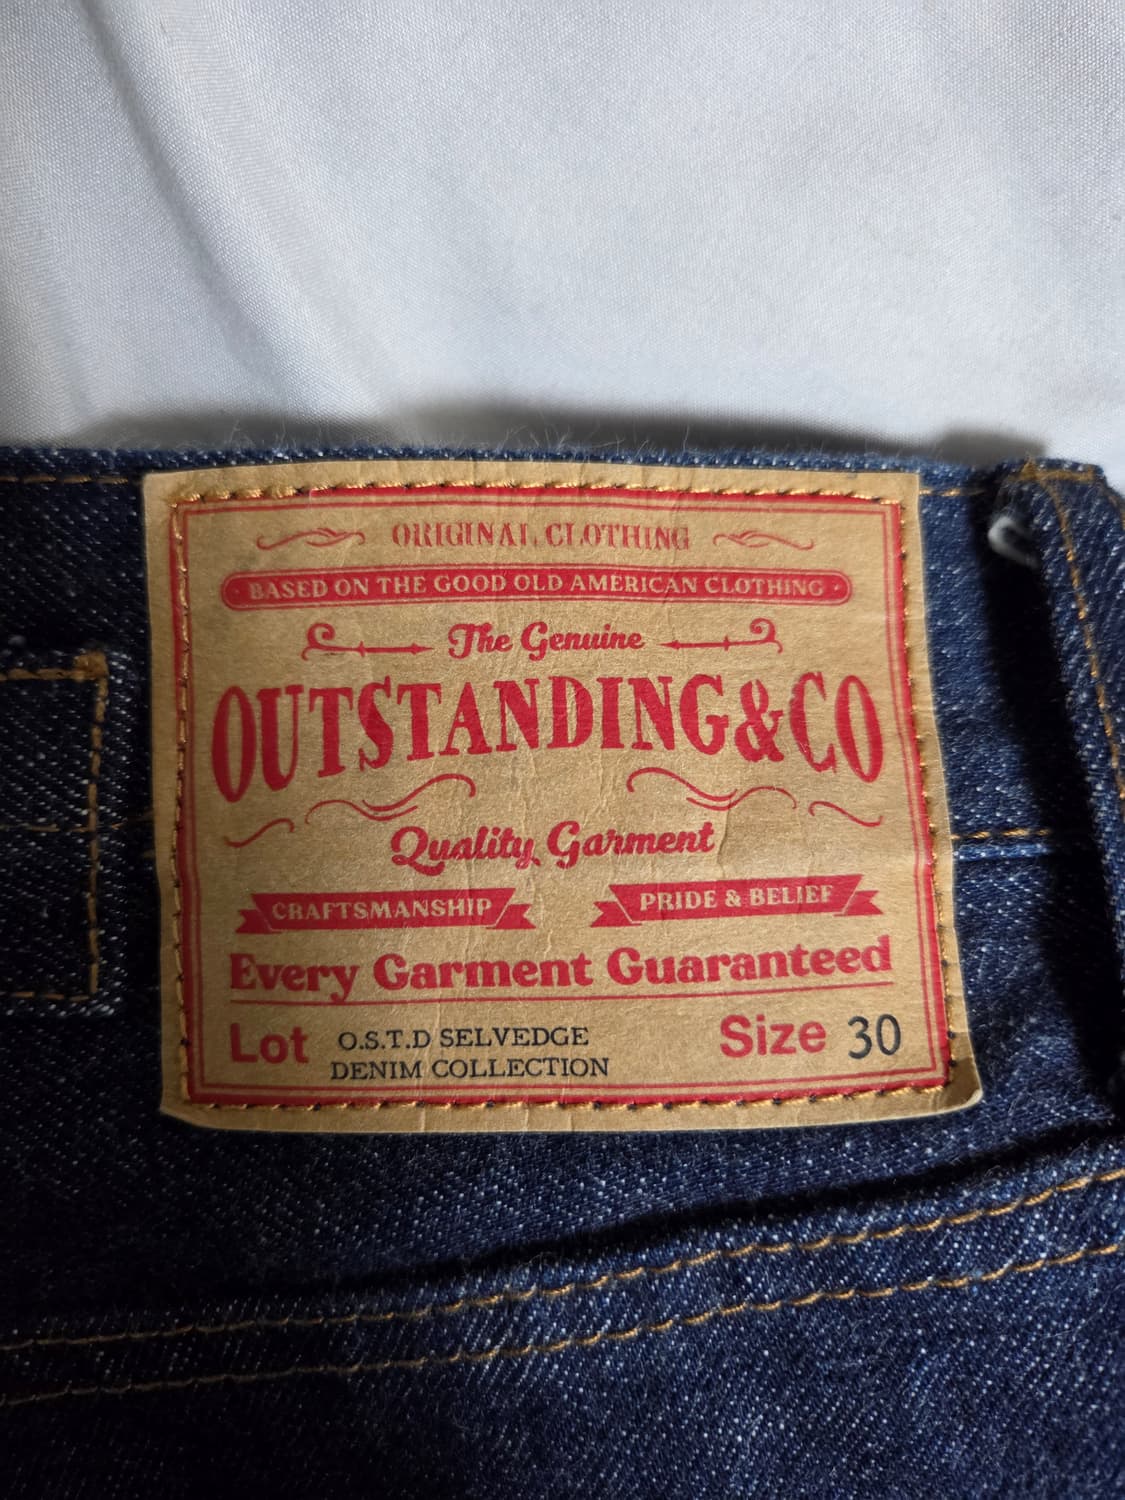 ORIGINAL CLOTHING
· BASED ON THE GOOD OLD AMERICAN CLOTHING ·
The Genuine
OUTSTANDING&CO
Quality Garment
CRAFTSMANSHIP PRIDE & BELIEF
Every Garment Guaranteed
Lot O.S.T.D SELVEDGE Size 30
DENIM COLLECTION